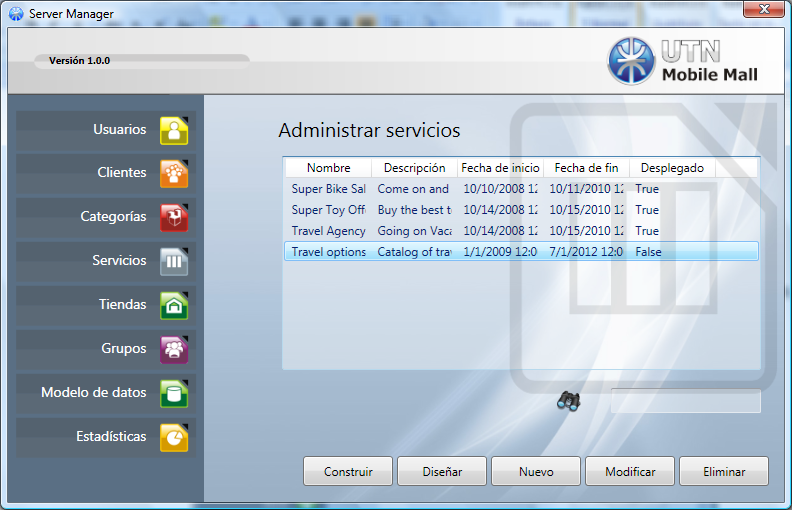 Server Manager
Versión 1.0.0
UTN
Mobile Mall
Usuarios
Clientes
Categorías
Servicios
Tiendas
Grupos
Modelo de datos
Estadísticas
Administrar servicios
Nombre Descripción Fecha de inicio Fecha de fin Desplegado
Super Bike Sal Come on and 10/10/2008 12 10/11/2010 12 True
Super Toy Off Buy the best t 10/14/2008 12 10/15/2010 12 True
Travel Agency Going on Vaca 10/14/2008 12 10/15/2010 12 True
Travel options Catalog of trav 1/1/2009 12:0 7/1/2012 12:0 False
Construir Diseñar Nuevo Modificar Eliminar